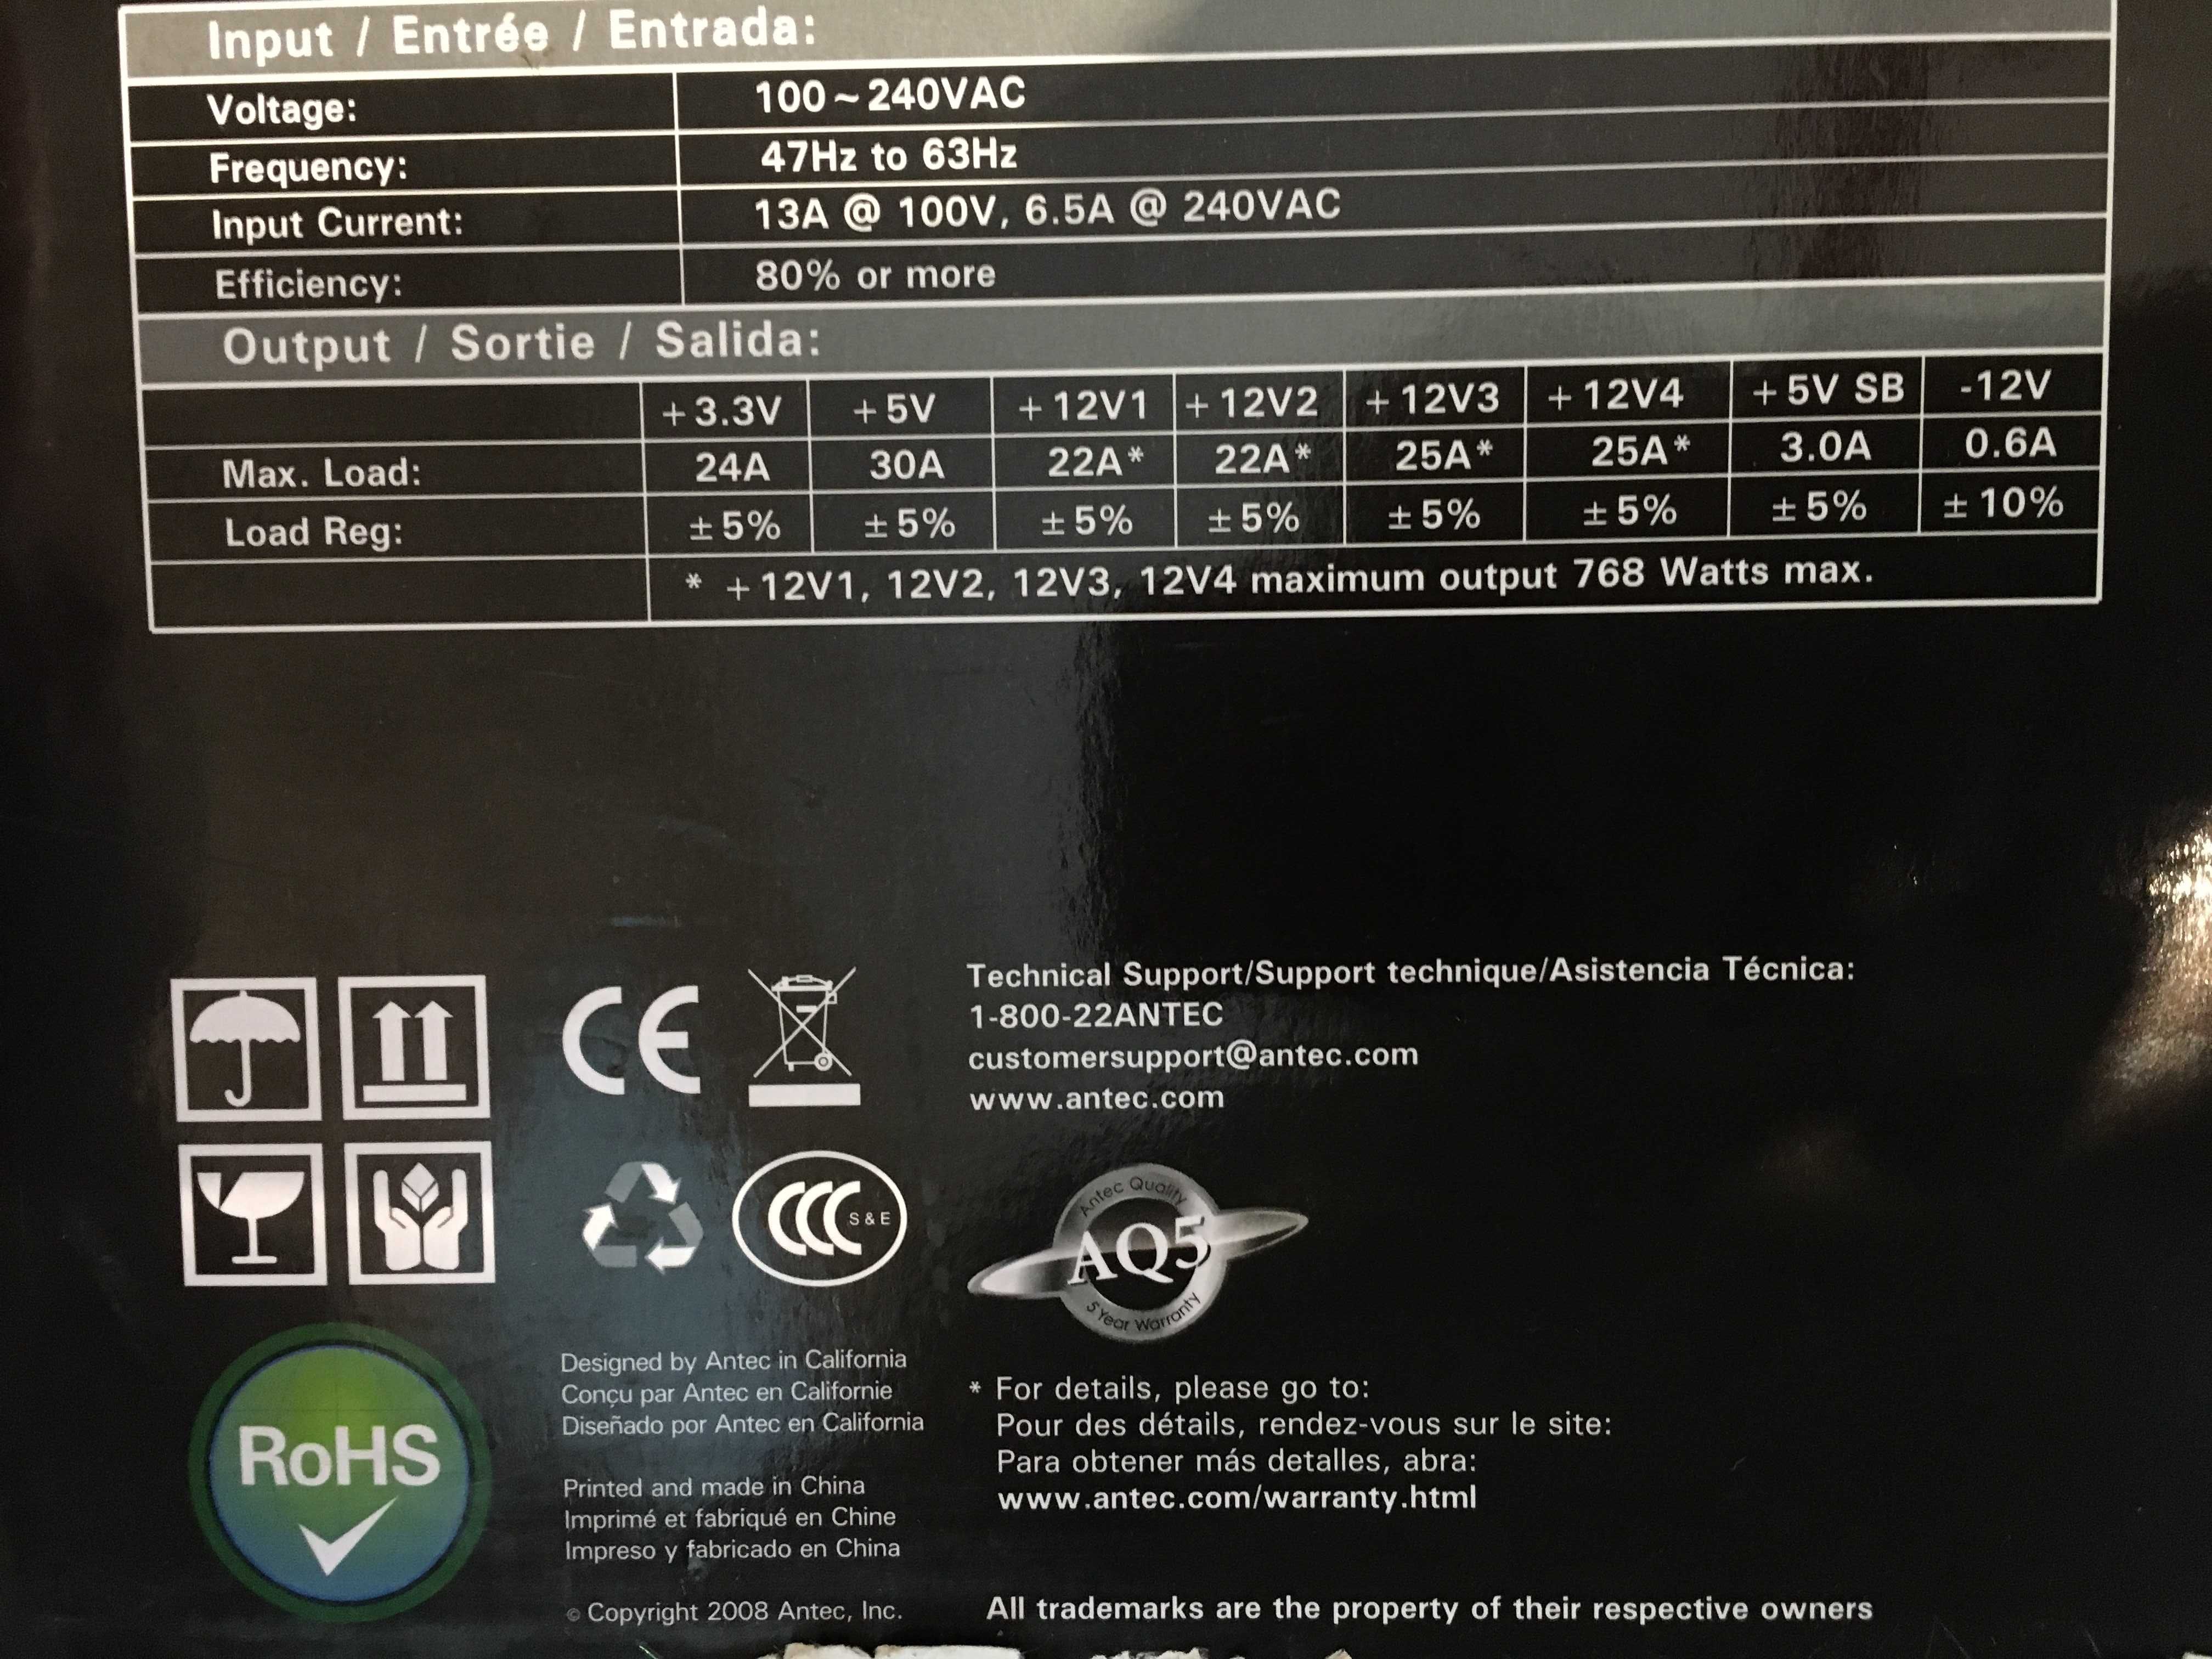 Input / Entrée / Entrada:
Voltage: 100~240VAC
Frequency: 47Hz to 63Hz
Input Current: 13A @ 100V, 6.5A @ 240VAC
Efficiency: 80% or more
Output / Sortie / Salida:
+3.3V +5V +12V1 +12V2 +12V3 +12V4 +5V SB -12V
Max. Load: 24A 30A 22A* 22A* 25A* 25A* 3.0A 0.6A
Load Reg: ±5% ±5% ±5% ±5% ±5% ±5% ±5% ±10%
* +12V1, 12V2, 12V3, 12V4 maximum output 768 Watts max.
CE
Technical Support/Support technique/Asistencia Técnica:
1-800-22ANTEC
customersupport@antec.com
www.antec.com
CCC S&E
Antec Quality
AQ5
5 Year Warranty
RoHS
Designed by Antec in California
Conçu par Antec en Californie
Diseñado por Antec en California
Printed and made in China
Imprimé et fabriqué en Chine
Impreso y fabricado en China
© Copyright 2008 Antec, Inc.
* For details, please go to:
Pour des détails, rendez-vous sur le site:
Para obtener más detalles, abra:
www.antec.com/warranty.html
All trademarks are the property of their respective owners